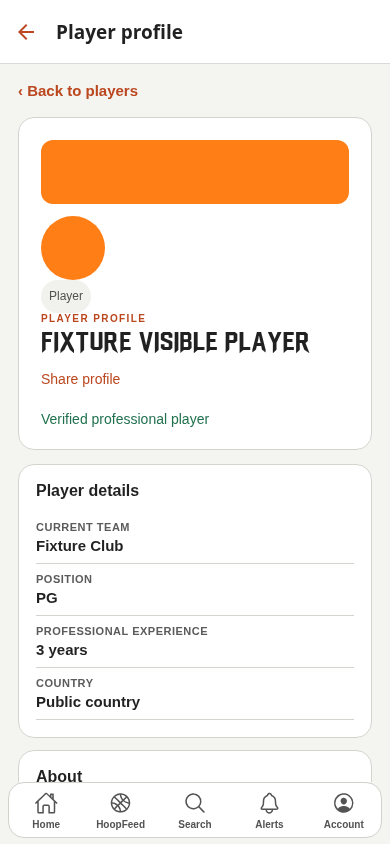 Player profile
‹ Back to players
Player
PLAYER PROFILE
FIXTURE VISIBLE PLAYER
Share profile
Verified professional player
Player details
CURRENT TEAM
Fixture Club
POSITION
PG
PROFESSIONAL EXPERIENCE
3 years
COUNTRY
Public country
About
Home HoopFeed Search Alerts Account